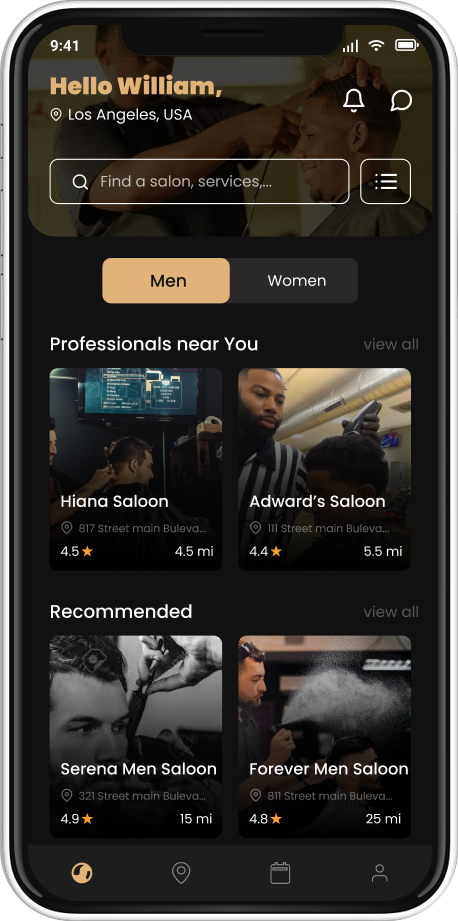 9:41
Hello William,
Los Angeles, USA
Find a salon, services,...
Men Women
Professionals near You view all
Hiana Saloon
817 Street main Buleva...
4.5 4.5 mi
Adward's Saloon
111 Street main Buleva...
4.4 5.5 mi
Recommended view all
Serena Men Saloon
321 Street main Buleva...
4.9 15 mi
Forever Men Saloon
811 Street main Buleva...
4.8 25 mi